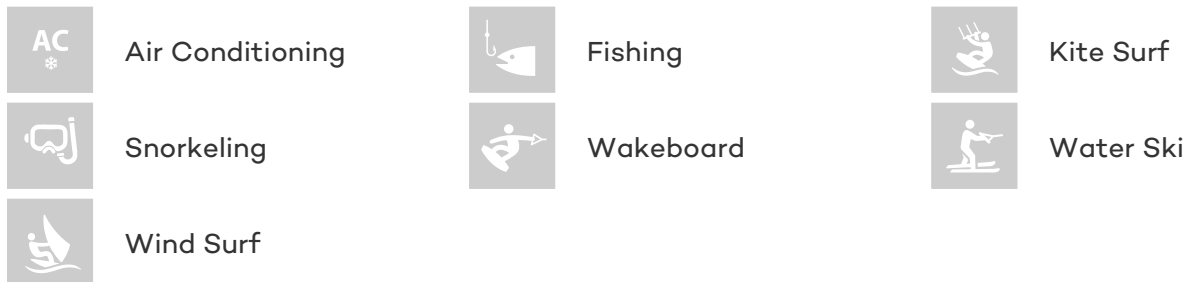 AC
Air Conditioning
Fishing
Kite Surf
Snorkeling
Wakeboard
Water Ski
Wind Surf